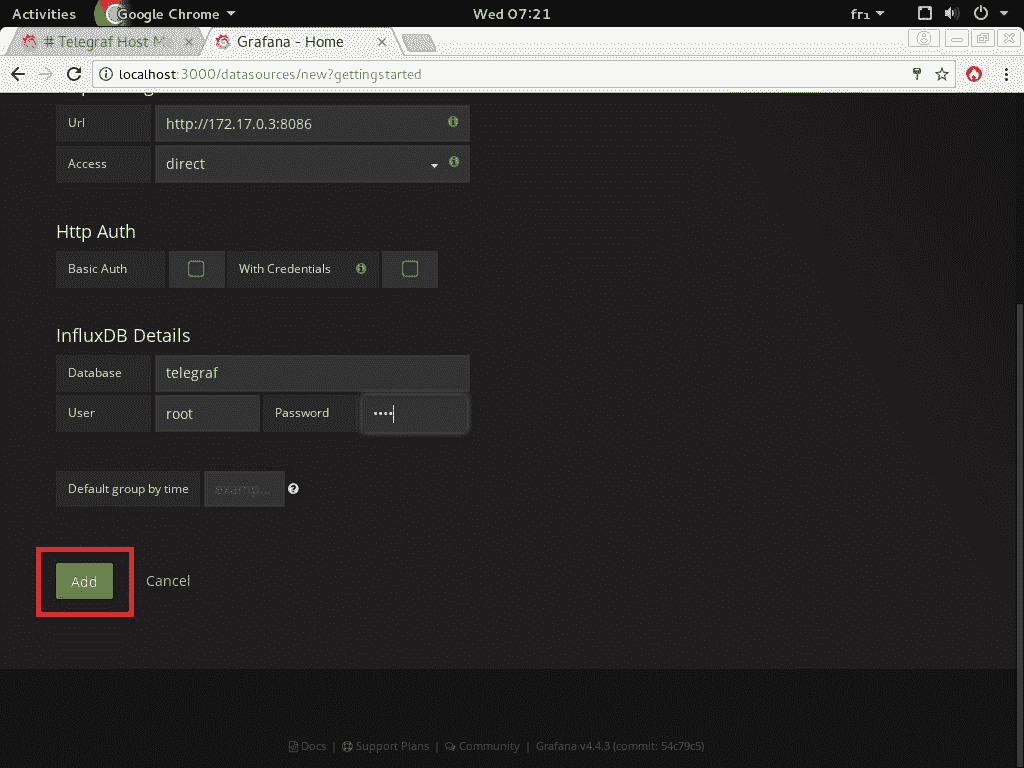 Activities Google Chrome Wed 07:21 fr1
# Telegraf Host Me Grafana - Home
localhost:3000/datasources/new?gettingstarted
Url http://172.17.0.3:8086
Access direct
Http Auth
Basic Auth With Credentials
InfluxDB Details
Database telegraf
User root Password ••••
Default group by time examp...
Add Cancel
Docs | Support Plans | Community | Grafana v4.4.3 (commit: 54c79c5)